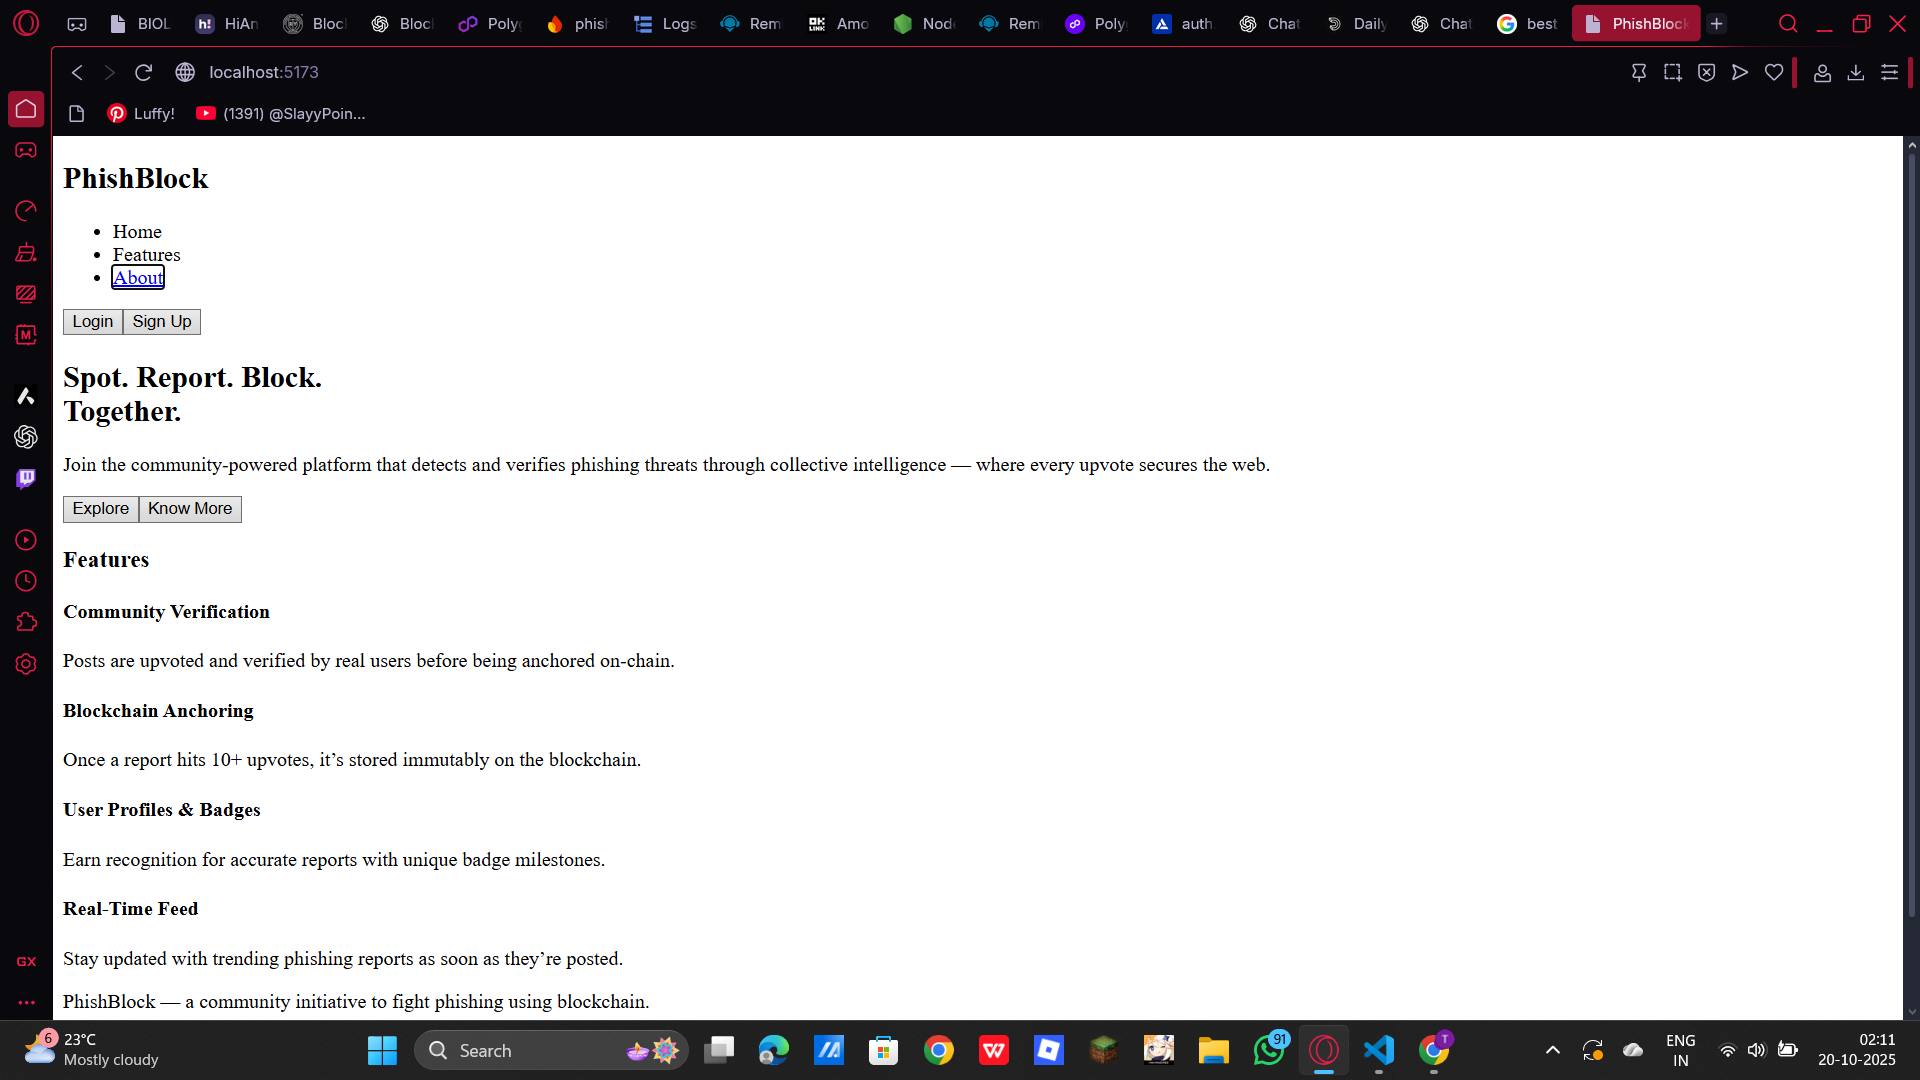 BIOL
HiAn
Bloc
Bloc
Poly
phis
Logs
Rem
Amo
Node
Rem
Poly
auth
Chat
Daily
Chat
best
PhishBlock
localhost:5173
Luffy!
(1391) @SlayyPoin...
PhishBlock
Home
Features
About
Login
Sign Up
Spot. Report. Block.
Together.
Join the community-powered platform that detects and verifies phishing threats through collective intelligence — where every upvote secures the web.
Explore
Know More
Features
Community Verification
Posts are upvoted and verified by real users before being anchored on-chain.
Blockchain Anchoring
Once a report hits 10+ upvotes, it’s stored immutably on the blockchain.
User Profiles & Badges
Earn recognition for accurate reports with unique badge milestones.
Real-Time Feed
Stay updated with trending phishing reports as soon as they’re posted.
PhishBlock — a community initiative to fight phishing using blockchain.
GX
6
23°C
Mostly cloudy
Search
91
T
ENG
IN
02:11
20-10-2025